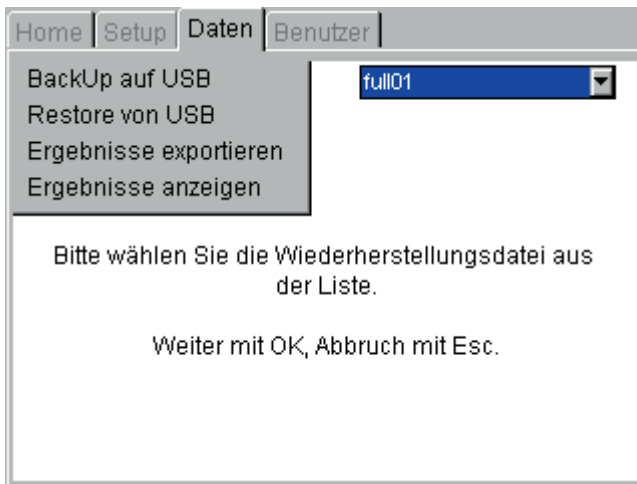 Home Setup Daten Benutzer
BackUp auf USB
full01
Restore von USB
Ergebnisse exportieren
Ergebnisse anzeigen
Bitte wählen Sie die Wiederherstellungsdatei aus
der Liste.
Weiter mit OK, Abbruch mit Esc.